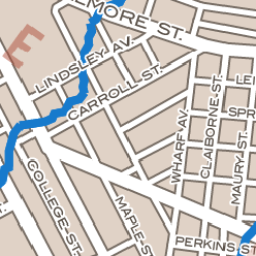 MORE ST.
LINDSLEY AV.
CARROLL ST.
E
WHARF AV.
CLAIBORNE ST.
MAURY ST.
COLLEGE ST.
MAPLE ST.
PERKINS ST